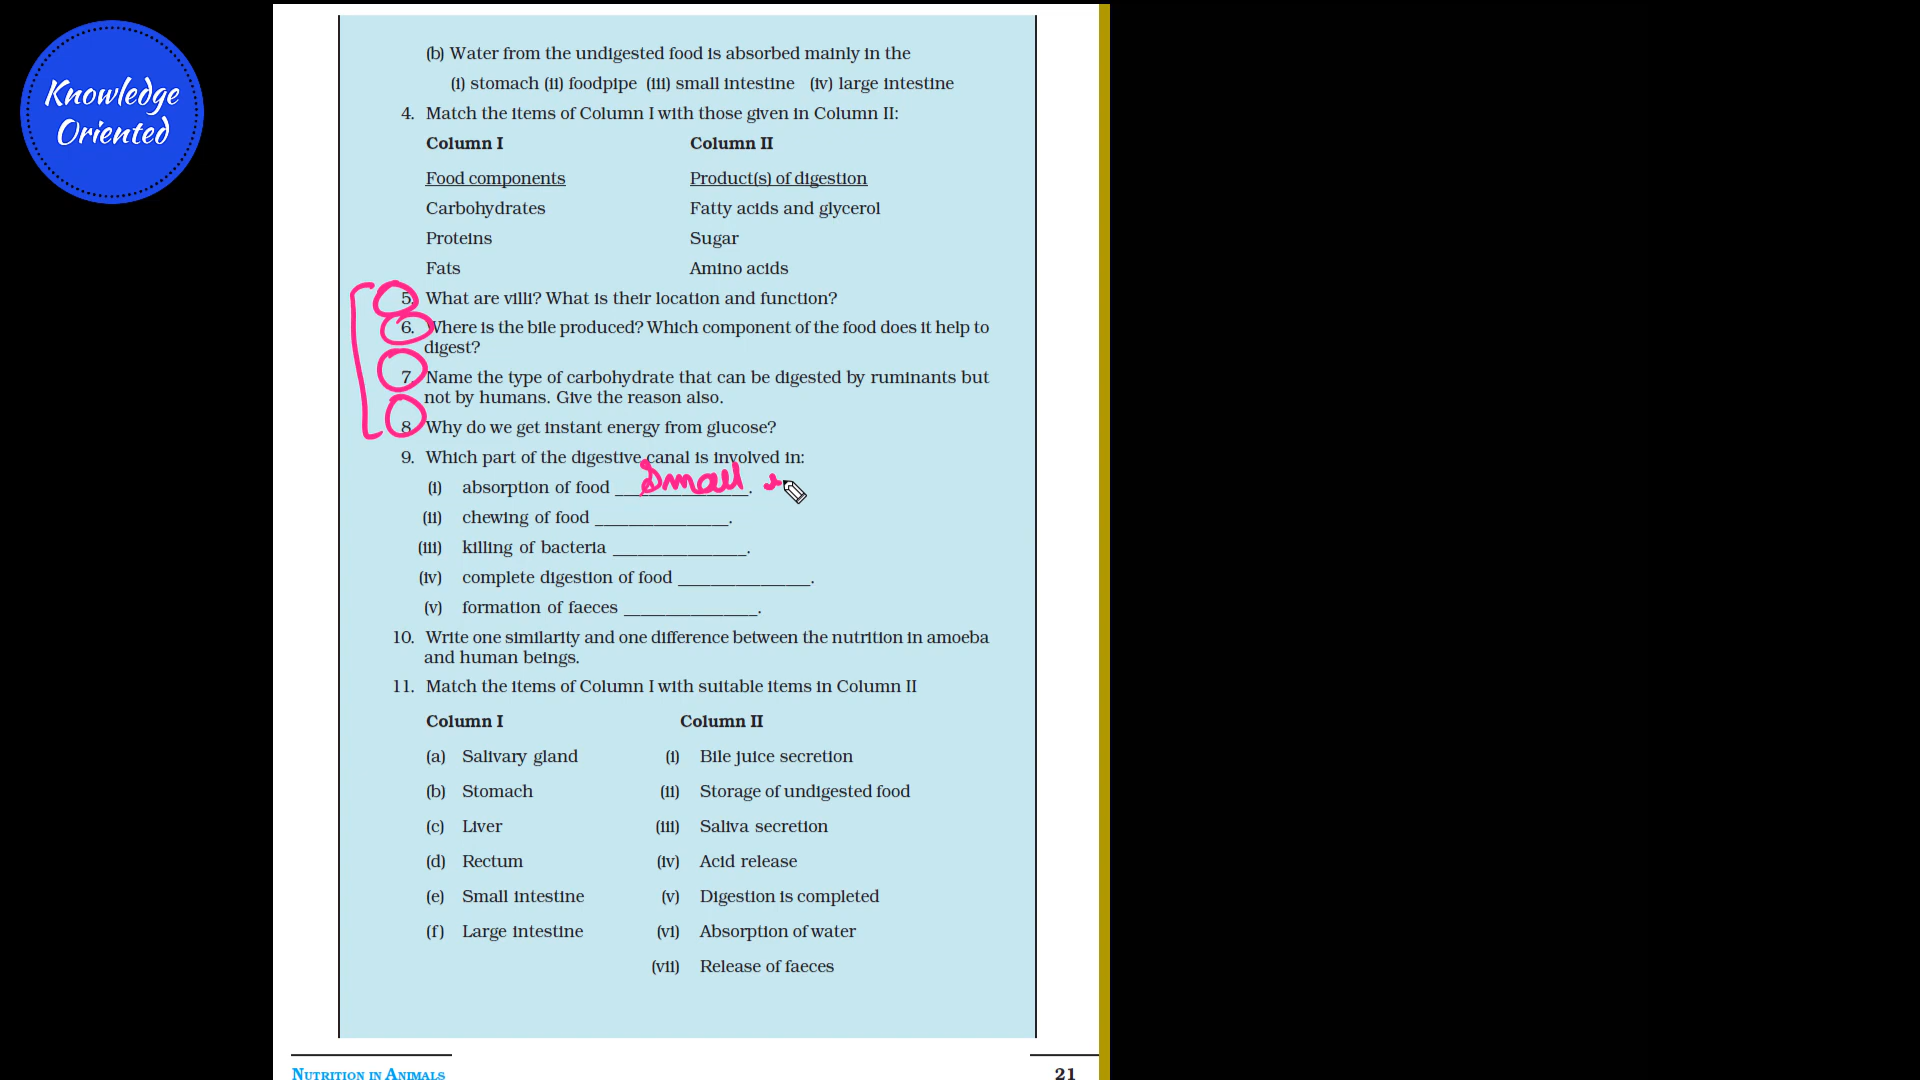 Knowledge
Oriented
(b) Water from the undigested food is absorbed mainly in the
(i) stomach (ii) foodpipe (iii) small intestine (iv) large intestine
4. Match the items of Column I with those given in Column II:
Column I Column II
Food components Product(s) of digestion
Carbohydrates Fatty acids and glycerol
Proteins Sugar
Fats Amino acids
5. What are villi? What is their location and function?
6. Where is the bile produced? Which component of the food does it help to
digest?
7. Name the type of carbohydrate that can be digested by ruminants but
not by humans. Give the reason also.
8. Why do we get instant energy from glucose?
9. Which part of the digestive canal is involved in:
(i) absorption of food ______________. Small
(ii) chewing of food ______________.
(iii) killing of bacteria ______________.
(iv) complete digestion of food ______________.
(v) formation of faeces ______________.
10. Write one similarity and one difference between the nutrition in amoeba
and human beings.
11. Match the items of Column I with suitable items in Column II
Column I Column II
(a) Salivary gland (i) Bile juice secretion
(b) Stomach (ii) Storage of undigested food
(c) Liver (iii) Saliva secretion
(d) Rectum (iv) Acid release
(e) Small intestine (v) Digestion is completed
(f) Large intestine (vi) Absorption of water
(vii) Release of faeces
NUTRITION IN ANIMALS 21